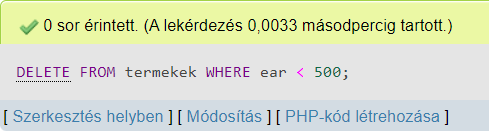 0 sor érintett. (A lekérdezés 0,0033 másodpercig tartott.)
DELETE FROM termekek WHERE ear < 500;
[ Szerkesztés helyben ] [ Módosítás ] [ PHP-kód létrehozása ]